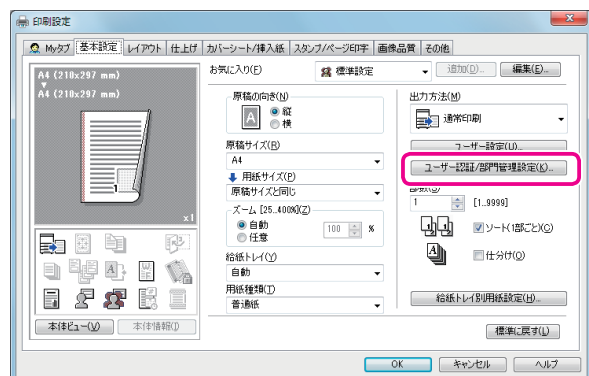 印刷設定
Myタブ 基本設定 レイアウト 仕上げ カバーシート/挿入紙 スタンプ/ページ印字 画像品質 その他
A4 (210x297 mm)
A4 (210x297 mm)
1
x1
本体ビュー(V) 本体情報(I)
お気に入り(F) 標準設定 追加(D)... 編集(E)...
原稿の向き(N)
A
縦
横
原稿サイズ(R)
A4
用紙サイズ(P)
原稿サイズと同じ
ズーム [25..400%](Z)
自動
任意
100 %
給紙トレイ(Y)
自動
用紙種類(T)
普通紙
出力方法(M)
通常印刷
ユーザー設定(U)...
ユーザー認証/部門管理設定(K)...
部数(O)
1 [1..9999]
ソート(1部ごと)(C)
仕分け(O)
給紙トレイ別用紙設定(H)...
標準に戻す(L)
OK キャンセル ヘルプ